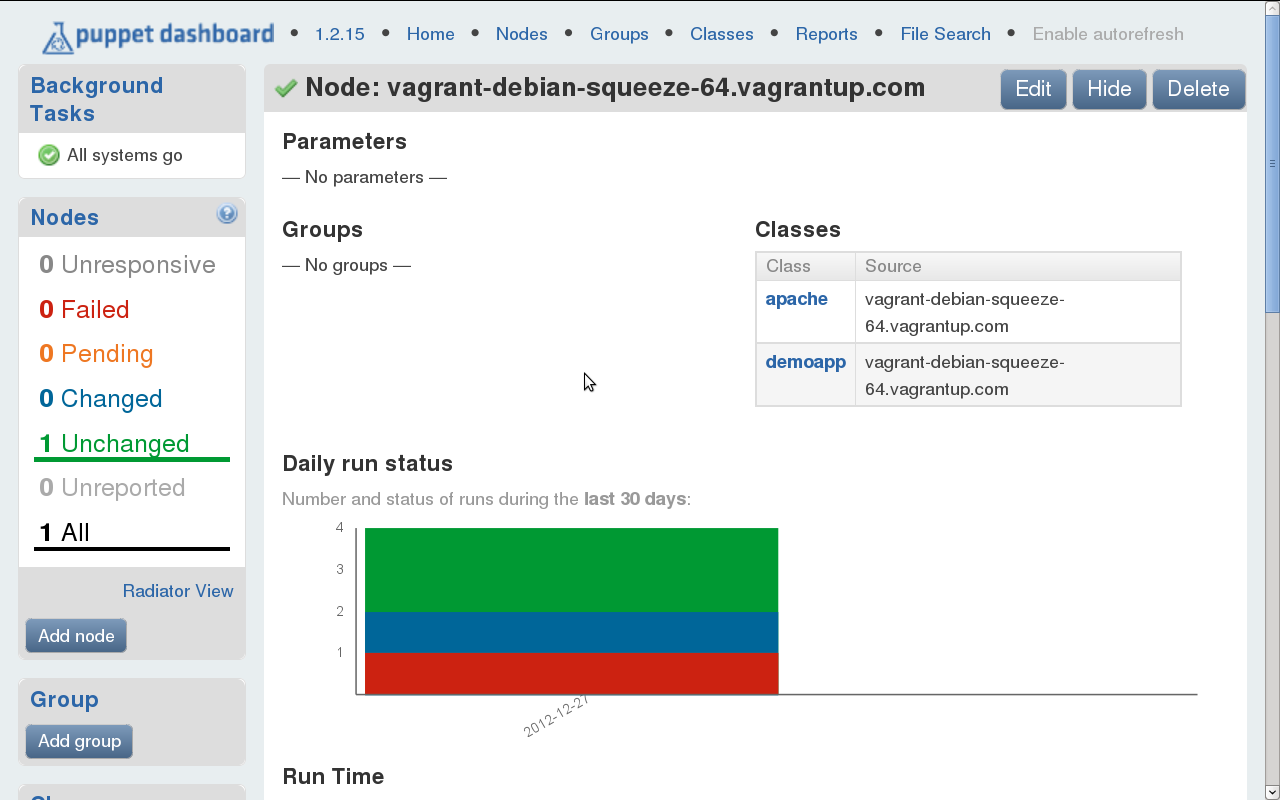 puppet dashboard • 1.2.15 • Home • Nodes • Groups • Classes • Reports • File Search • Enable autorefresh
Background
Tasks
All systems go
Nodes
0 Unresponsive
0 Failed
0 Pending
0 Changed
1 Unchanged
0 Unreported
1 All
Radiator View
Add node
Group
Add group
Node: vagrant-debian-squeeze-64.vagrantup.com
Edit Hide Delete
Parameters
— No parameters —
Groups
— No groups —
Classes
Class Source
apache vagrant-debian-squeeze-
64.vagrantup.com
demoapp vagrant-debian-squeeze-
64.vagrantup.com
Daily run status
Number and status of runs during the last 30 days:
4
3
2
1
2012-12-27
Run Time